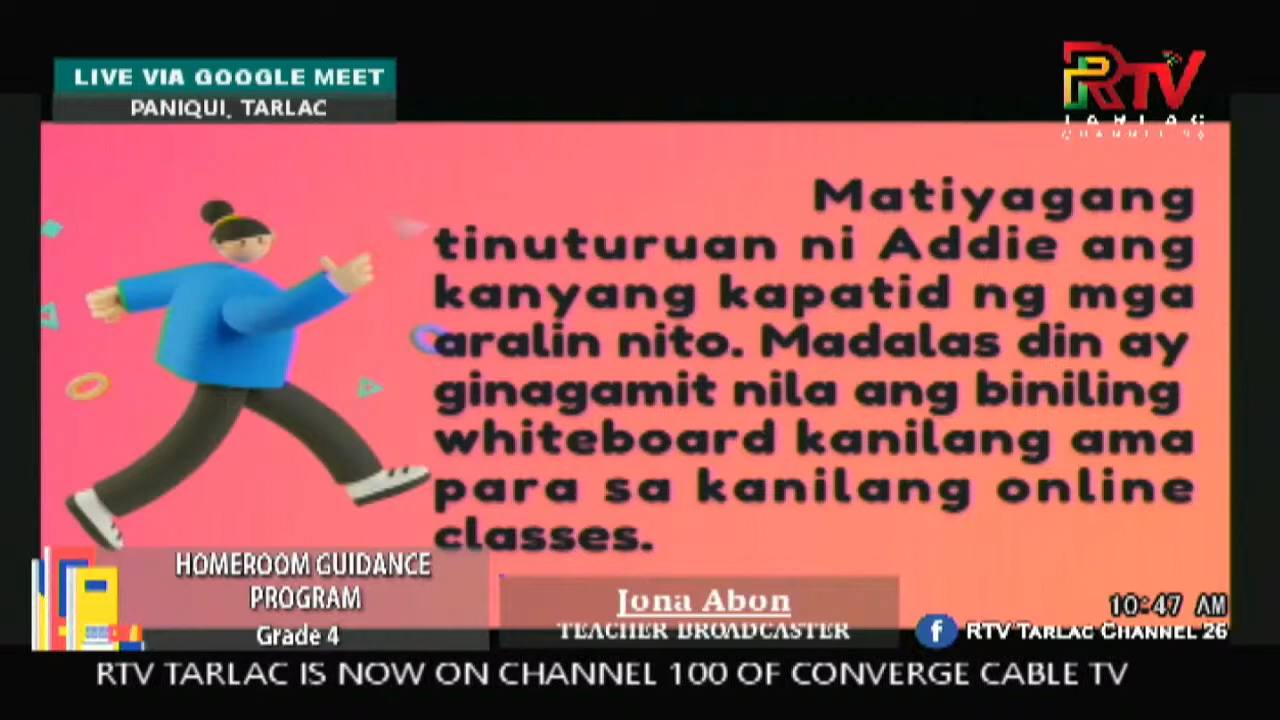 LIVE VIA GOOGLE MEET
PANIQUI, TARLAC
RTV
TARLAC
CHANNEL 26
Matiyagang
tinuturuan ni Addie ang
kanyang kapatid ng mga
aralin nito. Madalas din ay
ginagamit nila ang biniling
whiteboard kanilang ama
para sa kanilang online
classes.
HOMEROOM GUIDANCE
PROGRAM
Grade 4
Jona Abon
TEACHER BROADCASTER
10:47 AM
f RTV TARLAC CHANNEL 26
RTV TARLAC IS NOW ON CHANNEL 100 OF CONVERGE CABLE TV